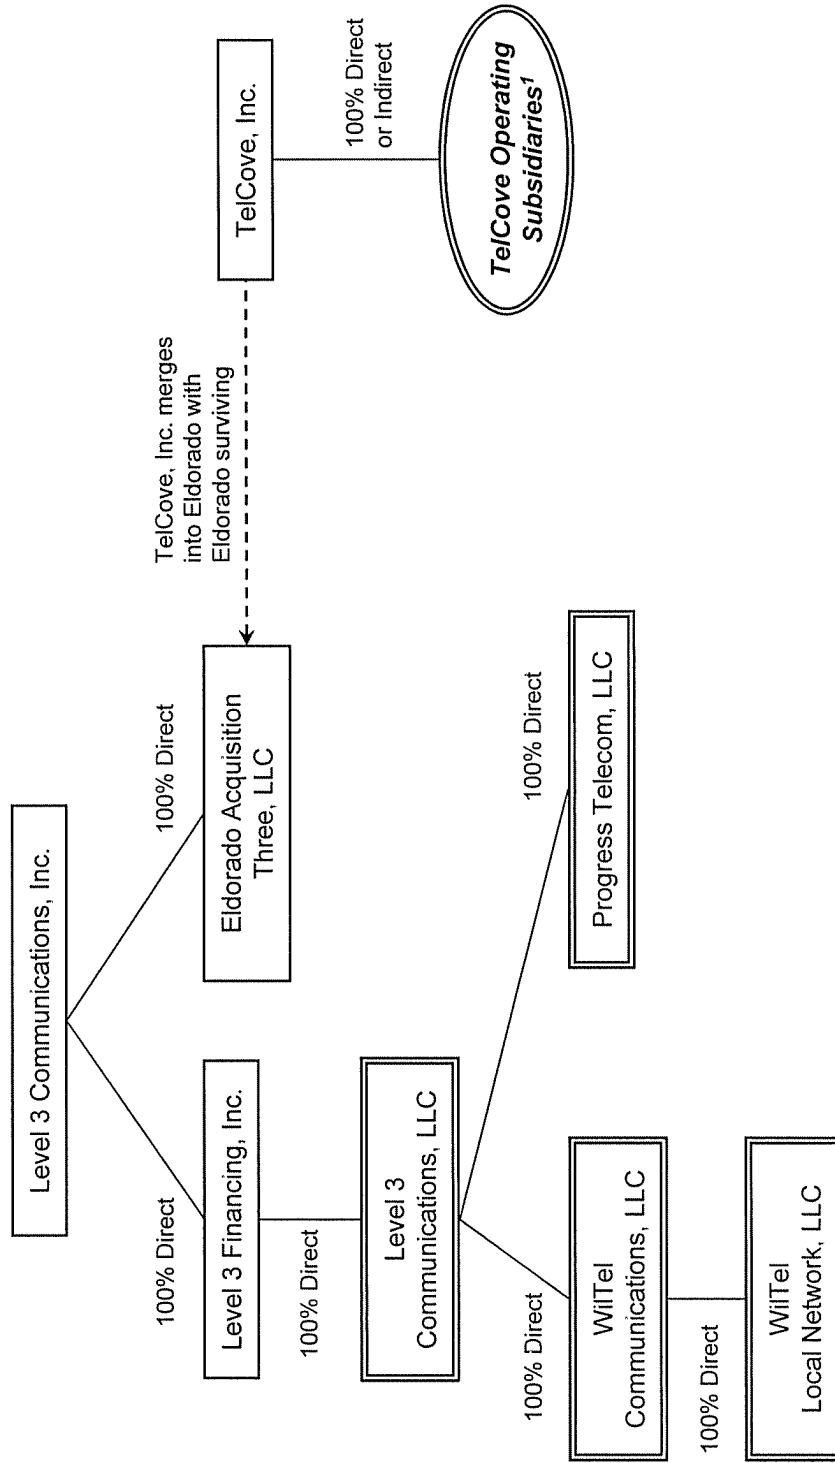 Level 3 Communications, Inc.
100% Direct
100% Direct
Level 3 Financing, Inc.
Eldorado Acquisition
Three, LLC
TelCove, Inc. merges
into Eldorado with
Eldorado surviving
TelCove, Inc.
100% Direct
100% Direct
or Indirect
Level 3
Communications, LLC
TelCove Operating
Subsidiaries¹
100% Direct
100% Direct
WilTel
Communications, LLC
Progress Telecom, LLC
100% Direct
WilTel
Local Network, LLC